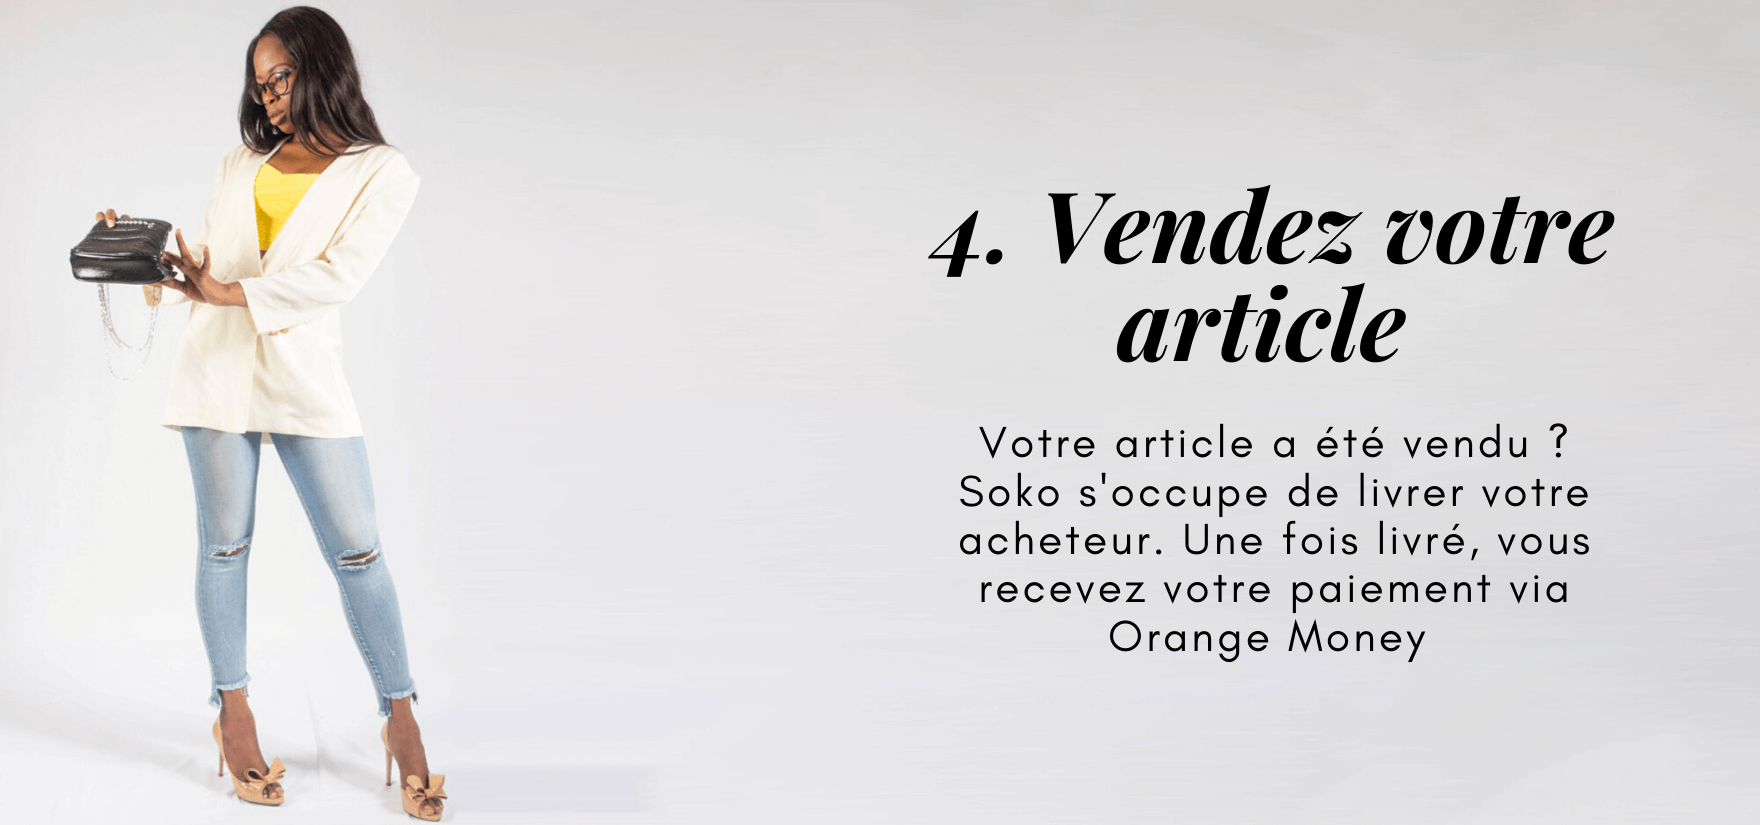 4. Vendez votre
article
Votre article a été vendu ?
Soko s'occupe de livrer votre
acheteur. Une fois livré, vous
recevez votre paiement via
Orange Money